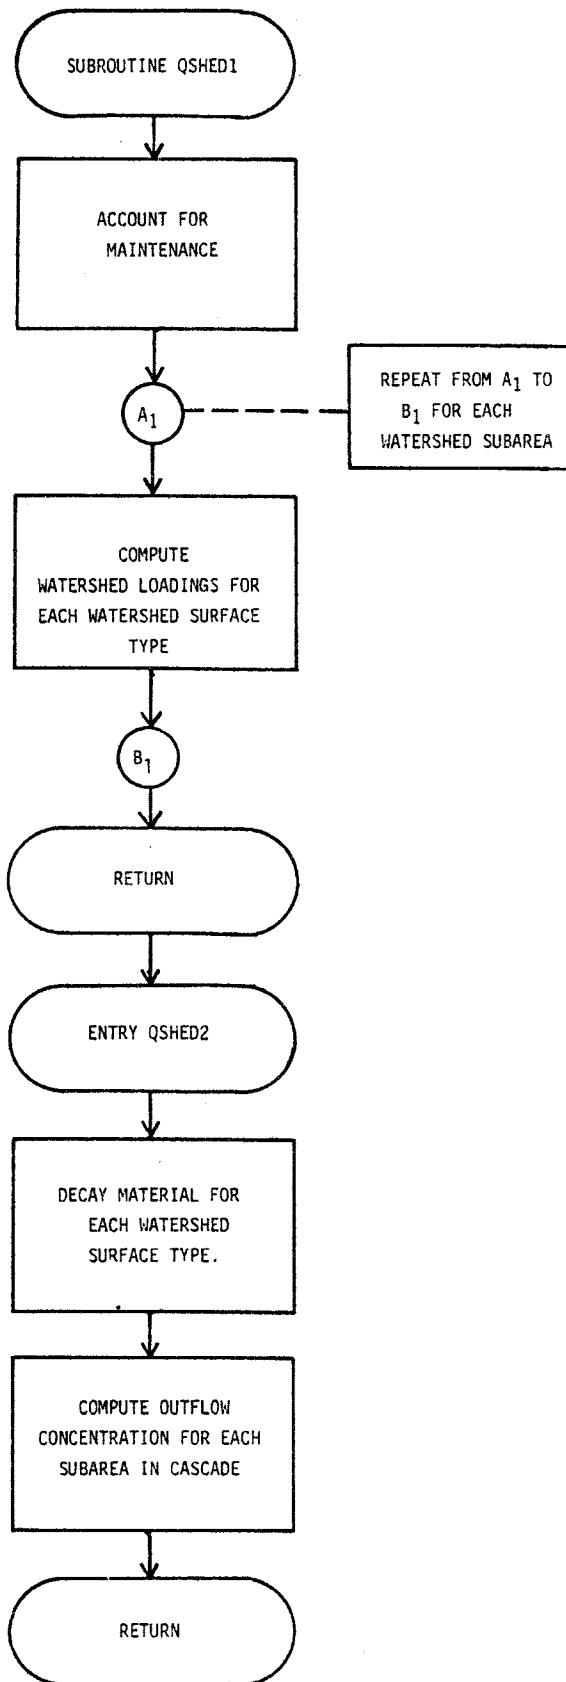 SUBROUTINE QSHED1
ACCOUNT FOR
MAINTENANCE
A1
REPEAT FROM A1 TO
B1 FOR EACH
WATERSHED SUBAREA
COMPUTE
WATERSHED LOADINGS FOR
EACH WATERSHED SURFACE
TYPE
B1
RETURN
ENTRY QSHED2
DECAY MATERIAL FOR
EACH WATERSHED
SURFACE TYPE.
COMPUTE OUTFLOW
CONCENTRATION FOR EACH
SUBAREA IN CASCADE
RETURN